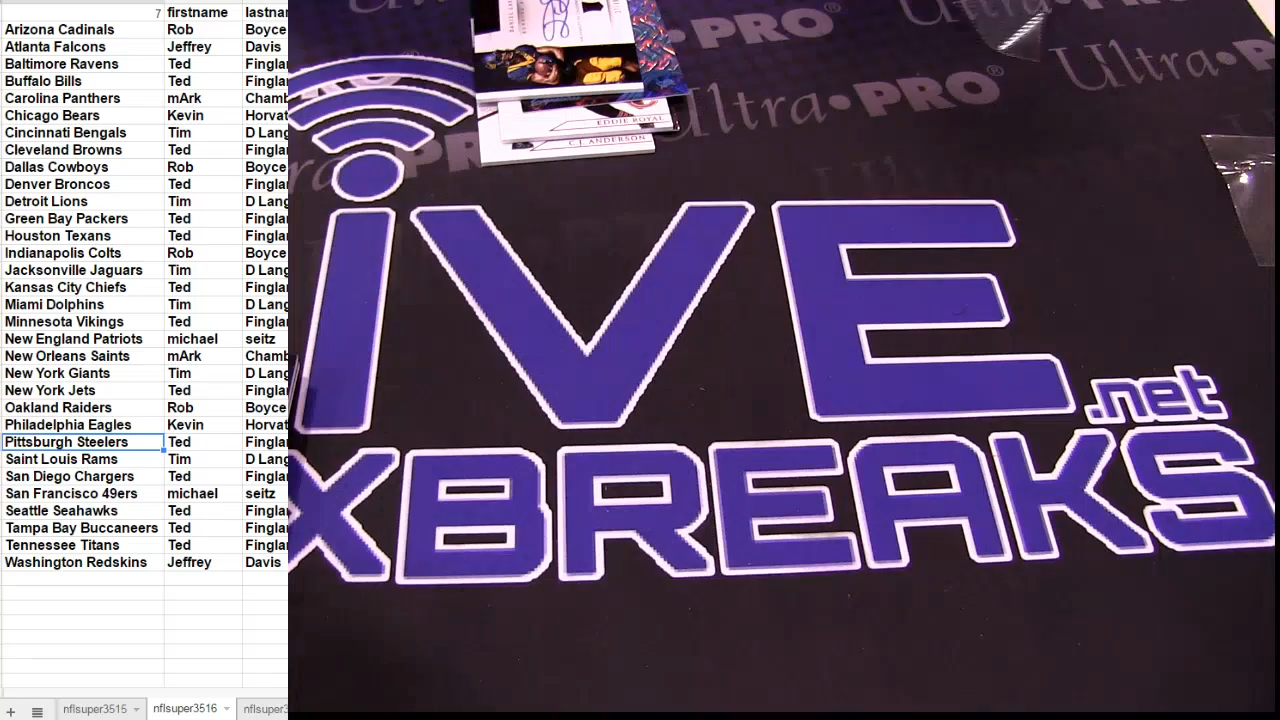 7 firstname lastna
Arizona Cadinals Rob Boyce
Atlanta Falcons Jeffrey Davis
Baltimore Ravens Ted Finglar
Buffalo Bills Ted Finglar
Carolina Panthers mArk Chamb
Chicago Bears Kevin Horvat
Cincinnati Bengals Tim D Lang
Cleveland Browns Ted Finglar
Dallas Cowboys Rob Boyce
Denver Broncos Ted Finglar
Detroit Lions Tim D Lang
Green Bay Packers Ted Finglar
Houston Texans Ted Finglar
Indianapolis Colts Rob Boyce
Jacksonville Jaguars Tim D Lang
Kansas City Chiefs Ted Finglar
Miami Dolphins Tim D Lang
Minnesota Vikings Ted Finglar
New England Patriots michael seitz
New Orleans Saints mArk Chamb
New York Giants Tim D Lang
New York Jets Ted Finglar
Oakland Raiders Rob Boyce
Philadelphia Eagles Kevin Horvat
Pittsburgh Steelers Ted Finglar
Saint Louis Rams Tim D Lang
San Diego Chargers Ted Finglar
San Francisco 49ers michael seitz
Seattle Seahawks Ted Finglar
Tampa Bay Buccaneers Ted Finglar
Tennessee Titans Ted Finglar
Washington Redskins Jeffrey Davis
nflsuper3515 nflsuper3516 nflsuper3
PRO® Ultra
Ultra•PRO® Ultra•P
EDDIE ROYAL
C.J. ANDERSON
iVE
.net
XBREAKS